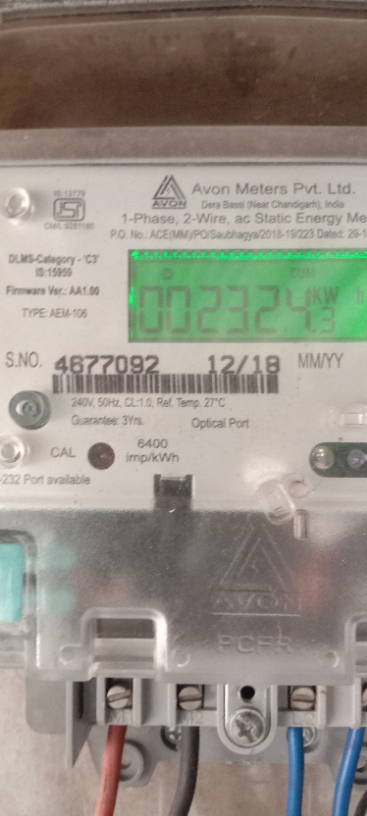 IS:13779
AVON
Avon Meters Pvt. Ltd.
Dera Bassi (Near Chandigarh), India
1-Phase, 2-Wire, ac Static Energy Me
P.O. No.: ACE(MM)/PO/Saubhagya/2018-19/223 Dated: 29-1
DLMS-Category - 'C3'
IS:15959
Firmware Ver.: AA1.00
TYPE: AEM-106
CUM
002324.3 KW h
S.NO. 4677092 12/18 MM/YY
240V, 50Hz, CL:1.0, Ref. Temp. 27°C
Guarantee: 3Yrs. Optical Port
CAL 6400
imp/kWh
-232 Port available
AVON
M1 M2